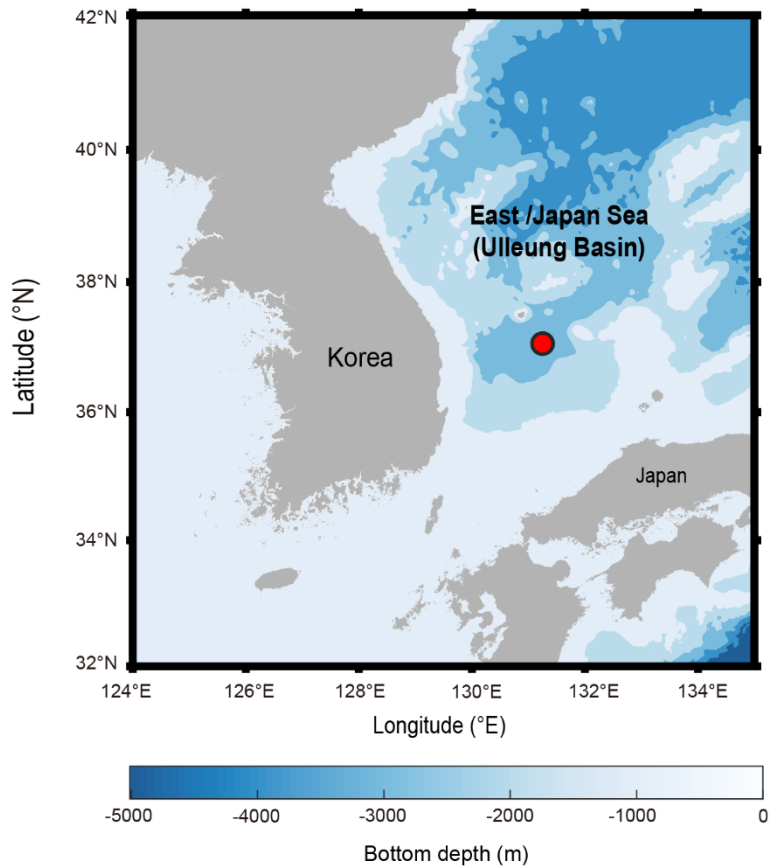 42°N
40°N
38°N
36°N
34°N
32°N
Latitude (°N)
East /Japan Sea
(Ulleung Basin)
Korea
Japan
124°E 126°E 128°E 130°E 132°E 134°E
Longitude (°E)
-5000 -4000 -3000 -2000 -1000 0
Bottom depth (m)